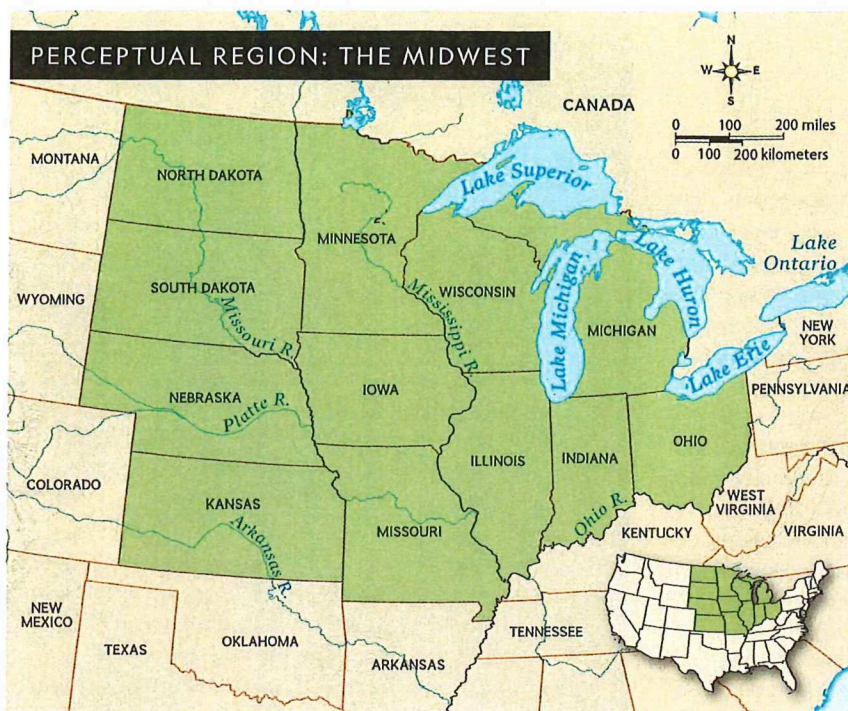 PERCEPTUAL REGION: THE MIDWEST
N
W E
S
0 100 200 miles
0 100 200 kilometers
CANADA
MONTANA
NORTH DAKOTA
MINNESOTA
Lake Superior
SOUTH DAKOTA
WISCONSIN
Lake Michigan
Lake Huron
Lake
Ontario
WYOMING
Missouri R.
Mississippi R.
MICHIGAN
NEW
YORK
Lake Erie
NEBRASKA
Platte R.
IOWA
PENNSYLVANIA
ILLINOIS
INDIANA
OHIO
COLORADO
KANSAS
Arkansas R.
MISSOURI
Ohio R.
WEST
VIRGINIA
KENTUCKY
VIRGINIA
NEW
MEXICO
TEXAS
OKLAHOMA
ARKANSAS
TENNESSEE